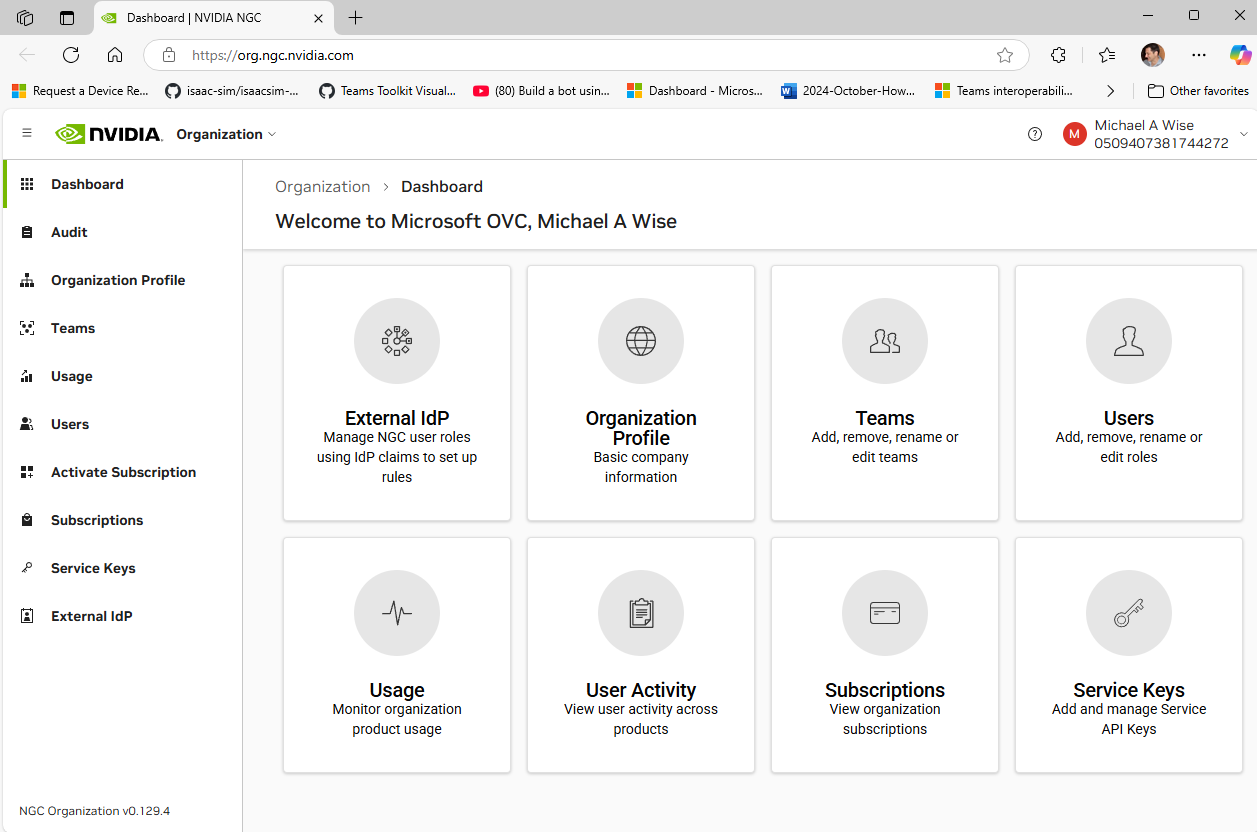 Dashboard | NVIDIA NGC
https://org.ngc.nvidia.com
Request a Device Re...
isaac-sim/isaacsim-...
Teams Toolkit Visual...
(80) Build a bot usin...
Dashboard - Micros...
2024-October-How...
Teams interoperabili...
Other favorites
NVIDIA.
Organization
M
Michael A Wise
0509407381744272
Dashboard
Audit
Organization Profile
Teams
Usage
Users
Activate Subscription
Subscriptions
Service Keys
External IdP
NGC Organization v0.129.4
Organization > Dashboard
Welcome to Microsoft OVC, Michael A Wise
External IdP
Manage NGC user roles
using IdP claims to set up
rules
Organization
Profile
Basic company
information
Teams
Add, remove, rename or
edit teams
Users
Add, remove, rename or
edit roles
Usage
Monitor organization
product usage
User Activity
View user activity across
products
Subscriptions
View organization
subscriptions
Service Keys
Add and manage Service
API Keys